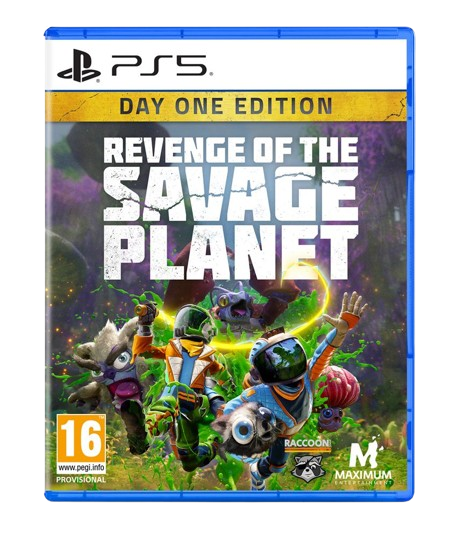 PS5
DAY ONE EDITION
REVENGE OF THE
SAVAGE
PLANET
16
www.pegi.info
PROVISIONAL
RACCOON
M
MAXIMUM
ENTERTAINMENT